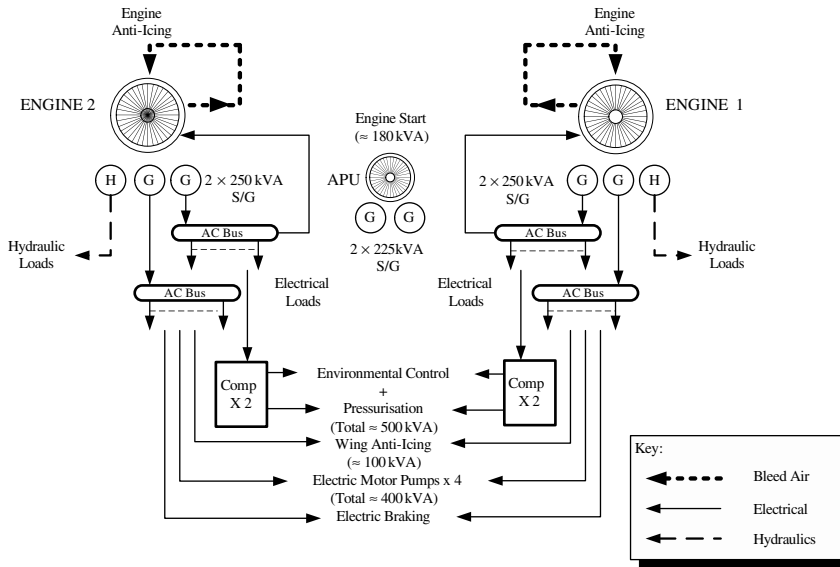 Engine
Anti-Icing
Engine
Anti-Icing
ENGINE 2
ENGINE 1
Engine Start
(≈ 180 kVA)
APU
H
G
G
2 × 250 kVA
S/G
G
G
2 × 225kVA
S/G
2 × 250 kVA
S/G
G
G
H
AC Bus
AC Bus
Hydraulic
Loads
Electrical
Loads
Electrical
Loads
Hydraulic
Loads
AC Bus
AC Bus
Comp
X 2
Comp
X 2
Environmental Control
+
Pressurisation
(Total ≈ 500 kVA)
Wing Anti-Icing
(≈ 100 kVA)
Electric Motor Pumps x 4
(Total ≈ 400 kVA)
Electric Braking
Key:
Bleed Air
Electrical
Hydraulics